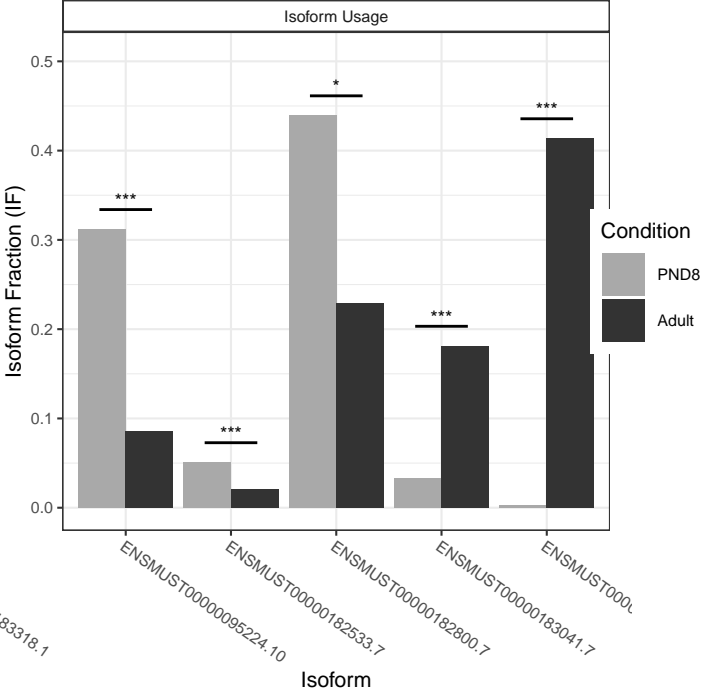 Isoform Usage
0.5
0.4
0.3
0.2
0.1
0.0
Isoform Fraction (IF)
***
***
*
***
***
Condition
PND8
Adult
ENSMUST00000095224.10
ENSMUST00000182533.7
ENSMUST00000182800.7
ENSMUST00000183041.7
ENSMUST000
83318.1
Isoform